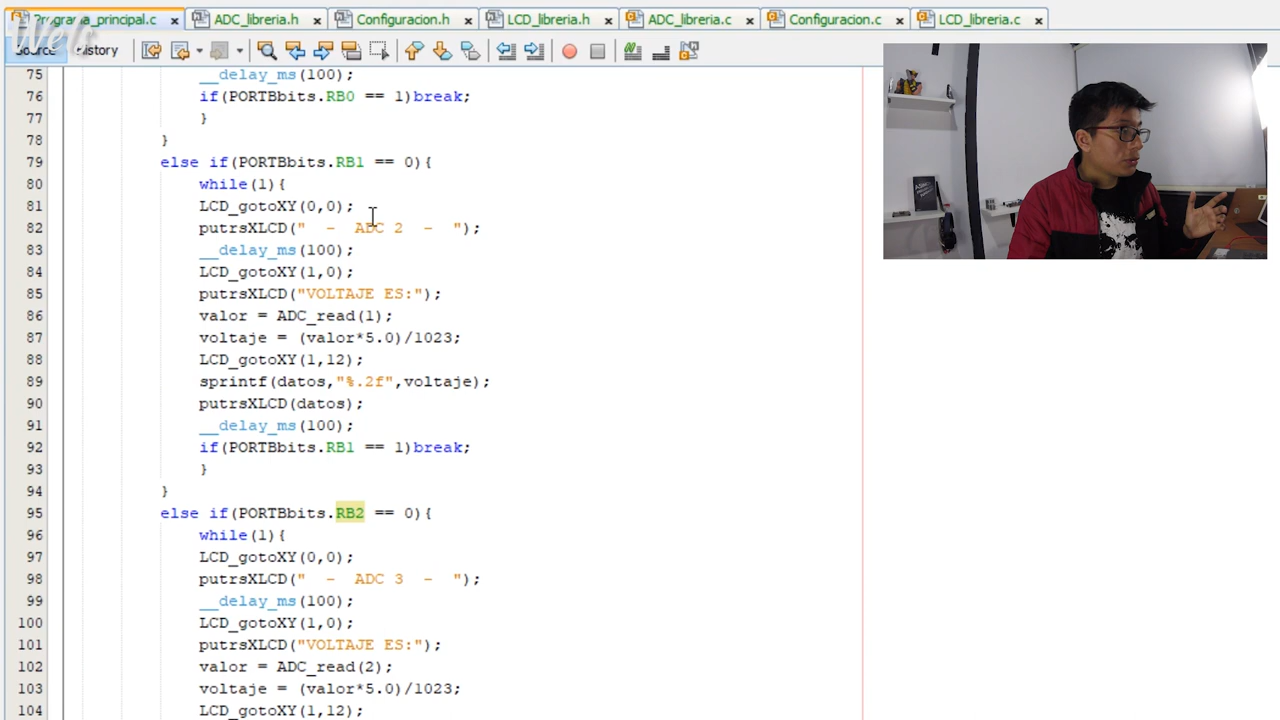 Programa_principal.c ADC_libreria.h Configuracion.h LCD_libreria.h ADC_libreria.c Configuracion.c LCD_libreria.c
Source History
75 __delay_ms(100);
76 if(PORTBbits.RB0 == 1)break;
77 }
78 }
79 else if(PORTBbits.RB1 == 0){
80 while(1){
81 LCD_gotoXY(0,0);
82 putrsXLCD("  -  ADC 2  -  ");
83 __delay_ms(100);
84 LCD_gotoXY(1,0);
85 putrsXLCD("VOLTAJE ES:");
86 valor = ADC_read(1);
87 voltaje = (valor*5.0)/1023;
88 LCD_gotoXY(1,12);
89 sprintf(datos,"%.2f",voltaje);
90 putrsXLCD(datos);
91 __delay_ms(100);
92 if(PORTBbits.RB1 == 1)break;
93 }
94 }
95 else if(PORTBbits.RB2 == 0){
96 while(1){
97 LCD_gotoXY(0,0);
98 putrsXLCD("  -  ADC 3  -  ");
99 __delay_ms(100);
100 LCD_gotoXY(1,0);
101 putrsXLCD("VOLTAJE ES:");
102 valor = ADC_read(2);
103 voltaje = (valor*5.0)/1023;
104 LCD_gotoXY(1,12);